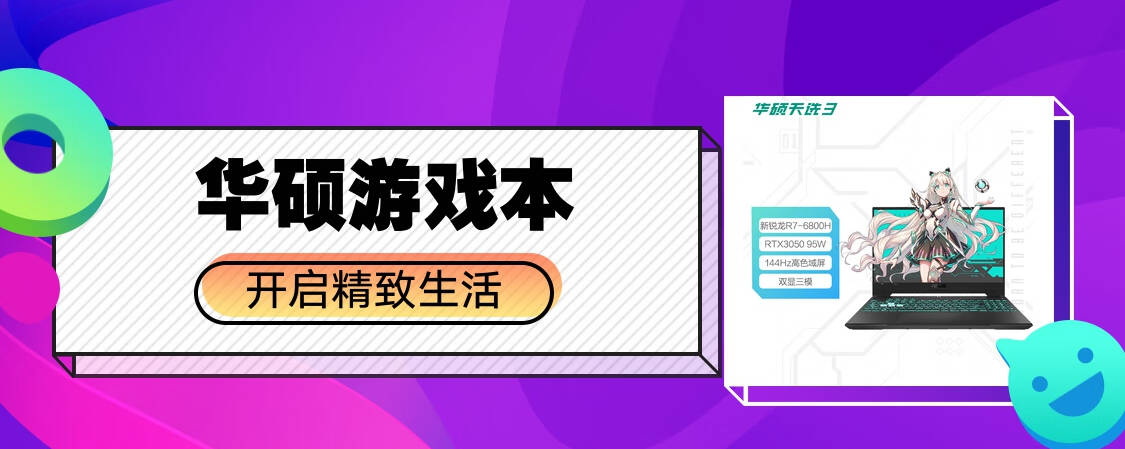 华硕游戏本
开启精致生活
华硕天选3
新锐龙R7-6800H
RTX3050 95W
144Hz高色域屏
双显三模